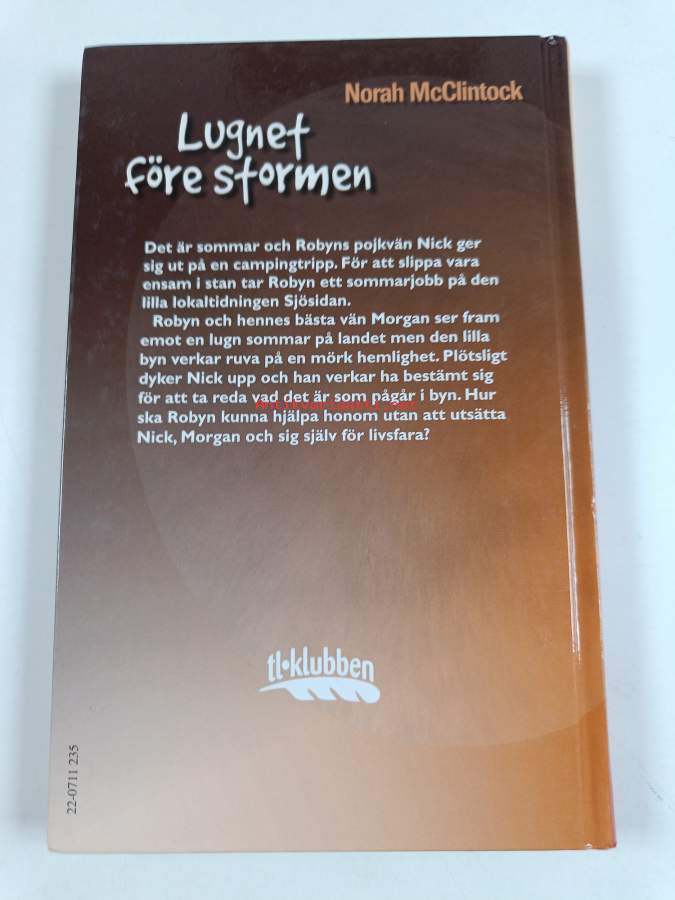 Norah McClintock
Lugnet
före stormen
Det är sommar och Robyns pojkvän Nick ger
sig ut på en campingtripp. För att slippa vara
ensam i stan tar Robyn ett sommarjobb på den
lilla lokaltidningen Sjösidan.
Robyn och hennes bästa vän Morgan ser fram
emot en lugn sommar på landet men den lilla
byn verkar ruva på en mörk hemlighet. Plötsligt
dyker Nick upp och han verkar ha bestämt sig
för att ta reda vad det är som pågår i byn. Hur
ska Robyn kunna hjälpa honom utan att utsätta
Nick, Morgan och sig själv för livsfara?
tl•klubben
22-0711 235